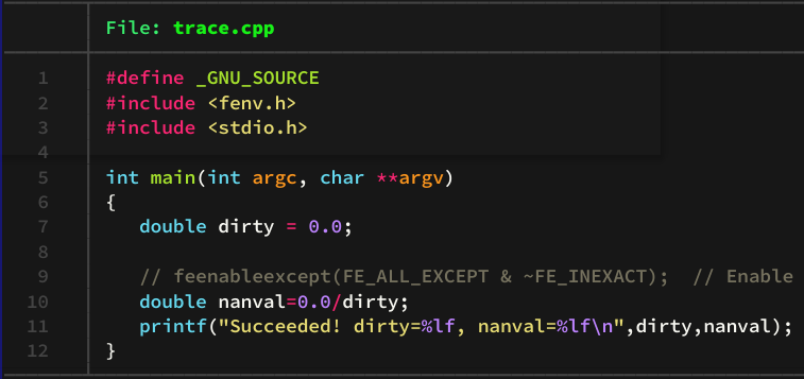 File: trace.cpp
1 #define _GNU_SOURCE
2 #include <fenv.h>
3 #include <stdio.h>
4
5 int main(int argc, char **argv)
6 {
7    double dirty = 0.0;
8
9    // feenableexcept(FE_ALL_EXCEPT & ~FE_INEXACT);  // Enable
10    double nanval=0.0/dirty;
11    printf("Succeeded! dirty=%lf, nanval=%lf\n",dirty,nanval);
12 }